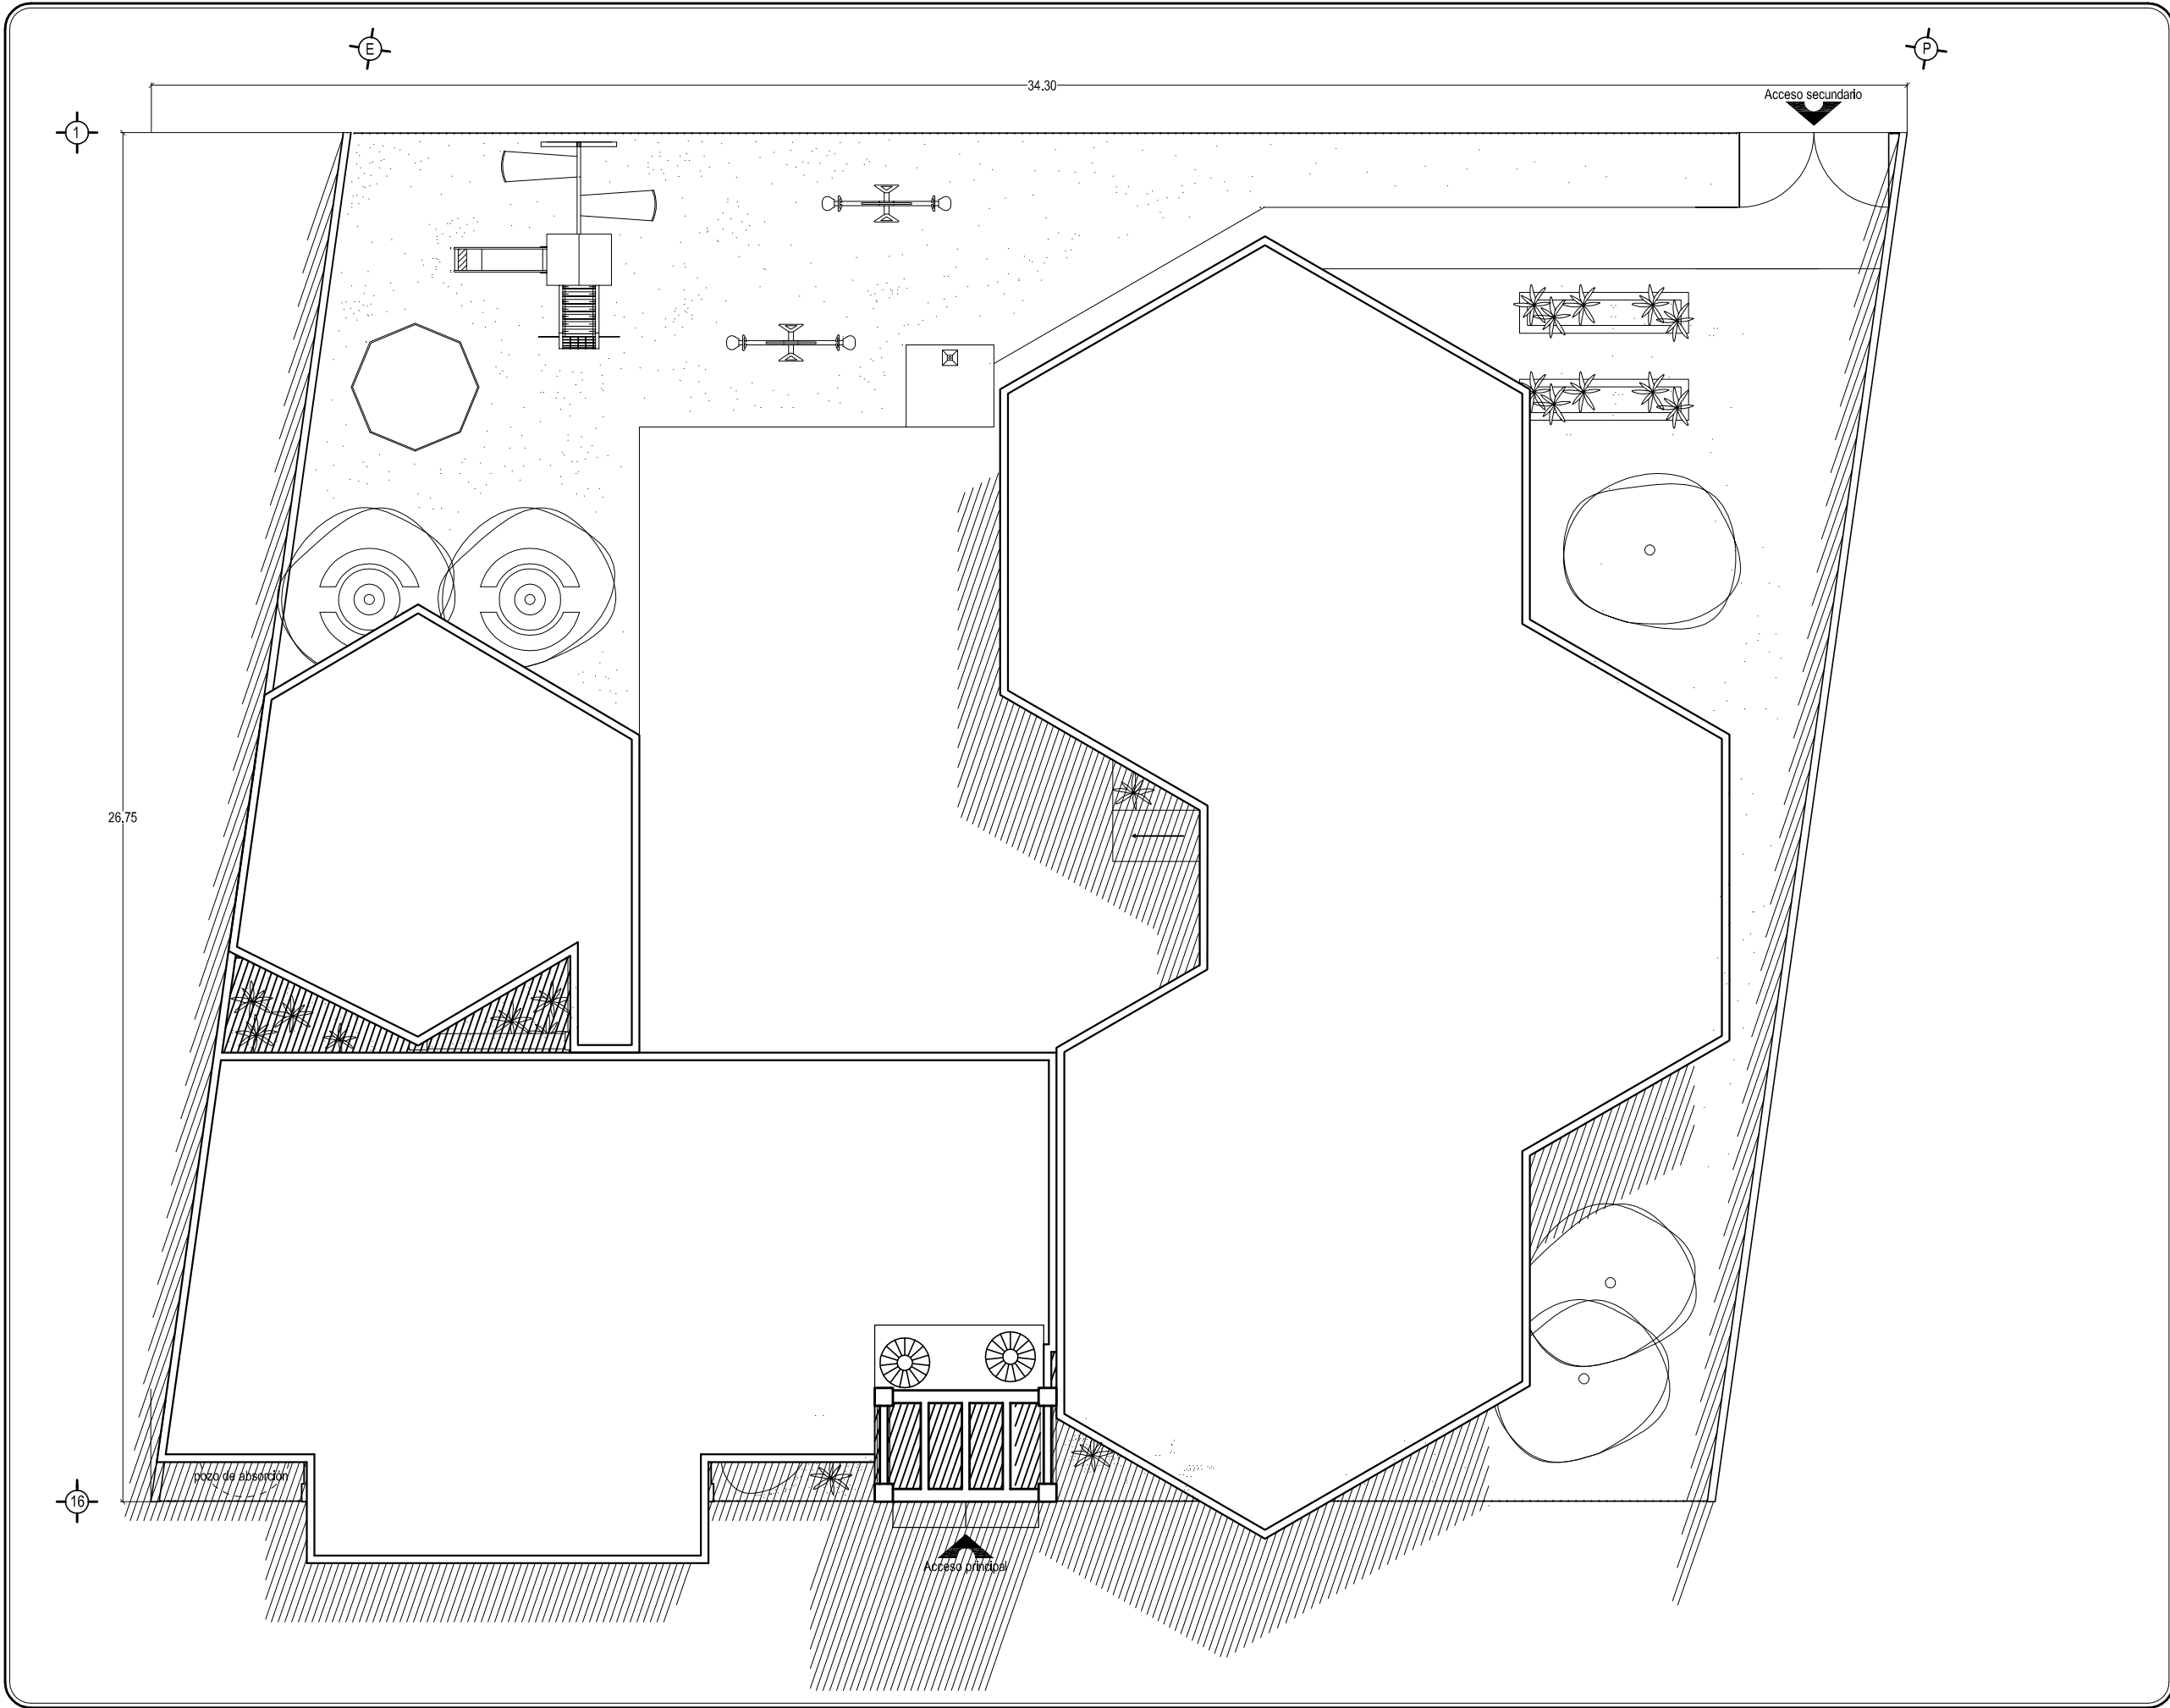 E
P
34.30
Acceso secundario
1
26.75
pozo de absorción
16
Acceso principal